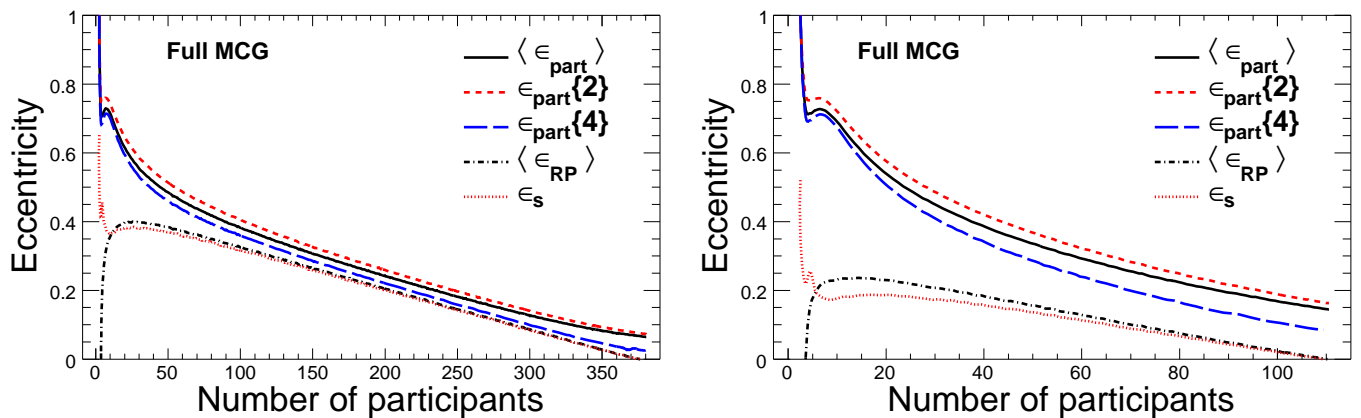 1
0.8
0.6
0.4
0.2
0
Eccentricity
Full MCG
⟨ ∈part ⟩
∈part{2}
∈part{4}
⟨ ∈RP ⟩
∈s
0 50 100 150 200 250 300 350
Number of participants
1
0.8
0.6
0.4
0.2
0
Eccentricity
Full MCG
⟨ ∈part ⟩
∈part{2}
∈part{4}
⟨ ∈RP ⟩
∈s
0 20 40 60 80 100
Number of participants